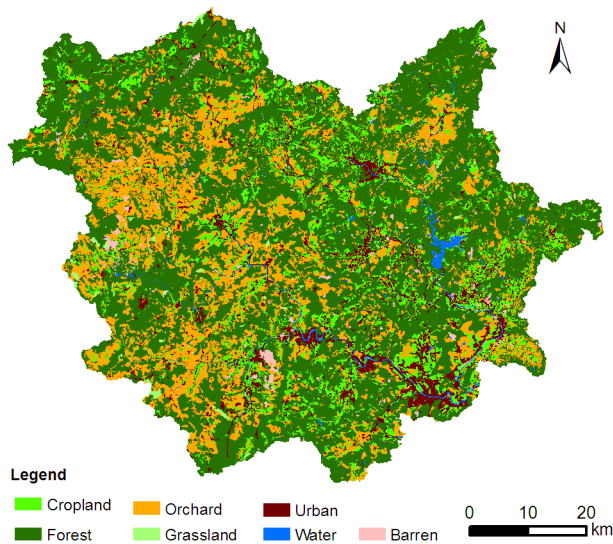 N
Legend
Cropland Orchard Urban
Forest Grassland Water Barren
0 10 20
km